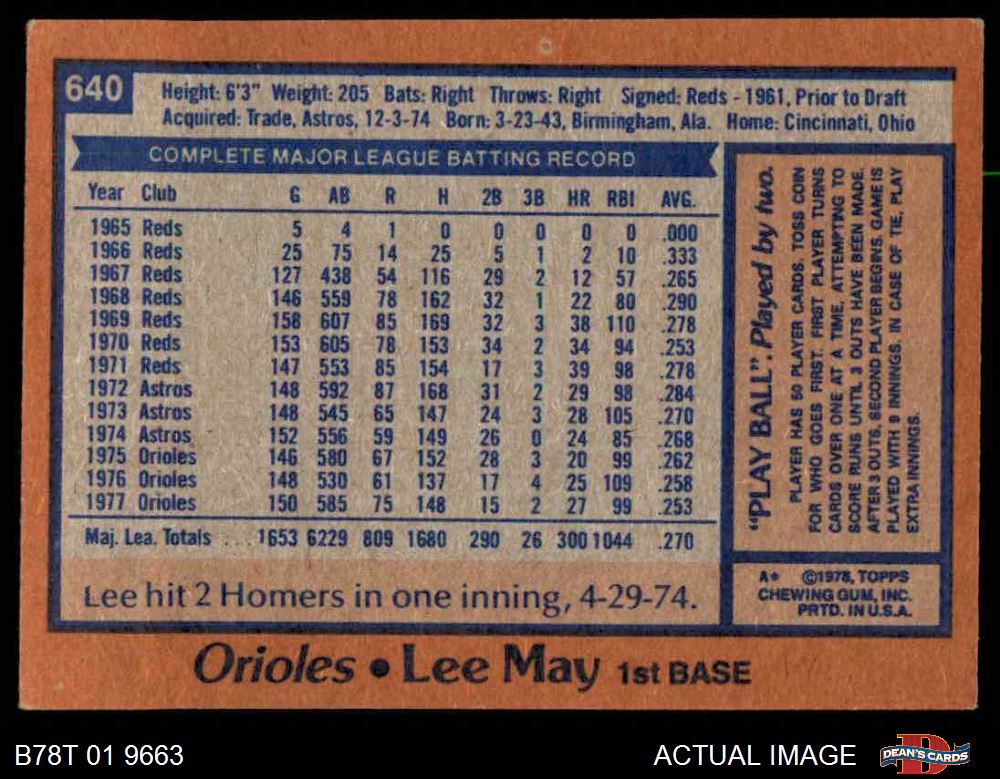 640
Height: 6'3" Weight: 205 Bats: Right Throws: Right Signed: Reds - 1961, Prior to Draft
Acquired: Trade, Astros, 12-3-74 Born: 3-23-43, Birmingham, Ala. Home: Cincinnati, Ohio
COMPLETE MAJOR LEAGUE BATTING RECORD
Year Club G AB R H 2B 3B HR RBI AVG.
1965 Reds 5 4 1 0 0 0 0 0 .000
1966 Reds 25 75 14 25 5 1 2 10 .333
1967 Reds 127 438 54 116 29 2 12 57 .265
1968 Reds 146 559 78 162 32 1 22 80 .290
1969 Reds 158 607 85 169 32 3 38 110 .278
1970 Reds 153 605 78 153 34 2 34 94 .253
1971 Reds 147 553 85 154 17 3 39 98 .278
1972 Astros 148 592 87 168 31 2 29 98 .284
1973 Astros 148 545 65 147 24 3 28 105 .270
1974 Astros 152 556 59 149 26 0 24 85 .268
1975 Orioles 146 580 67 152 28 3 20 99 .262
1976 Orioles 148 530 61 137 17 4 25 109 .258
1977 Orioles 150 585 75 148 15 2 27 99 .253
Maj. Lea. Totals ... 1653 6229 809 1680 290 26 300 1044 .270
Lee hit 2 Homers in one inning, 4-29-74.
"PLAY BALL". Played by two.
PLAYER HAS 50 PLAYER CARDS. TOSS COIN
FOR WHO GOES FIRST. FIRST PLAYER TURNS
CARDS OVER ONE AT A TIME, ATTEMPTING TO
SCORE RUNS UNTIL 3 OUTS HAVE BEEN MADE.
AFTER 3 OUTS, SECOND PLAYER BEGINS. GAME IS
PLAYED WITH 9 INNINGS. IN CASE OF TIE, PLAY
EXTRA INNINGS.
A* ©1978, TOPPS
CHEWING GUM, INC.
PRTD. IN U.S.A.
Orioles • Lee May 1st BASE
B78T 01 9663
ACTUAL IMAGE
DEAN'S CARDS